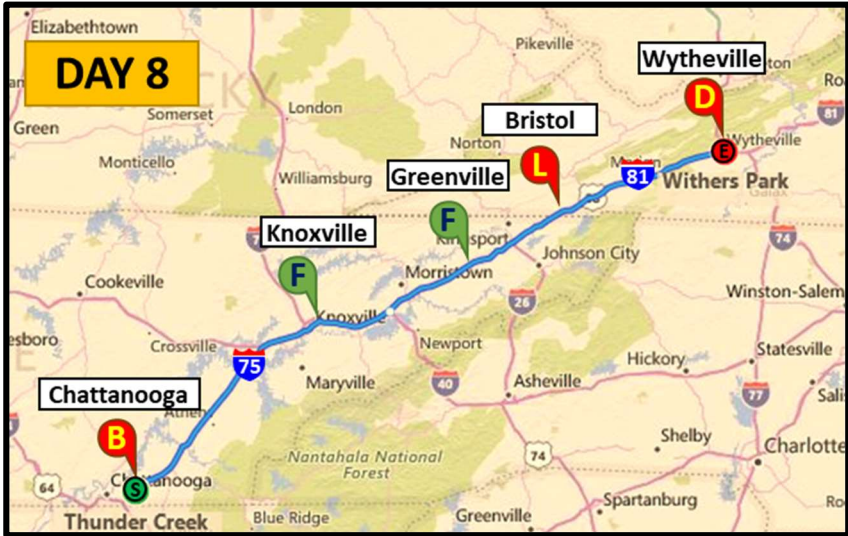 Elizabethtown
DAY 8
Pikeville
Wytheville
D
81
Green
Somerset
London
Bristol
Norton
L
Wytheville
E
Monticello
Williamsburg
Greenville
81
Withers Park
Knoxville
F
Kingsport
74
F
Johnson City
Cookeville
Morristown
26
Winston-Salem
Knoxville
Crossville
Newport
Statesville
75
Hickory
Maryville
40
77
Chattanooga
Asheville
B
Shelby
Charlotte
Nantahala National
Forest
74
64
S
Chattanooga
Spartanburg
Thunder Creek
Blue Ridge
Greenville